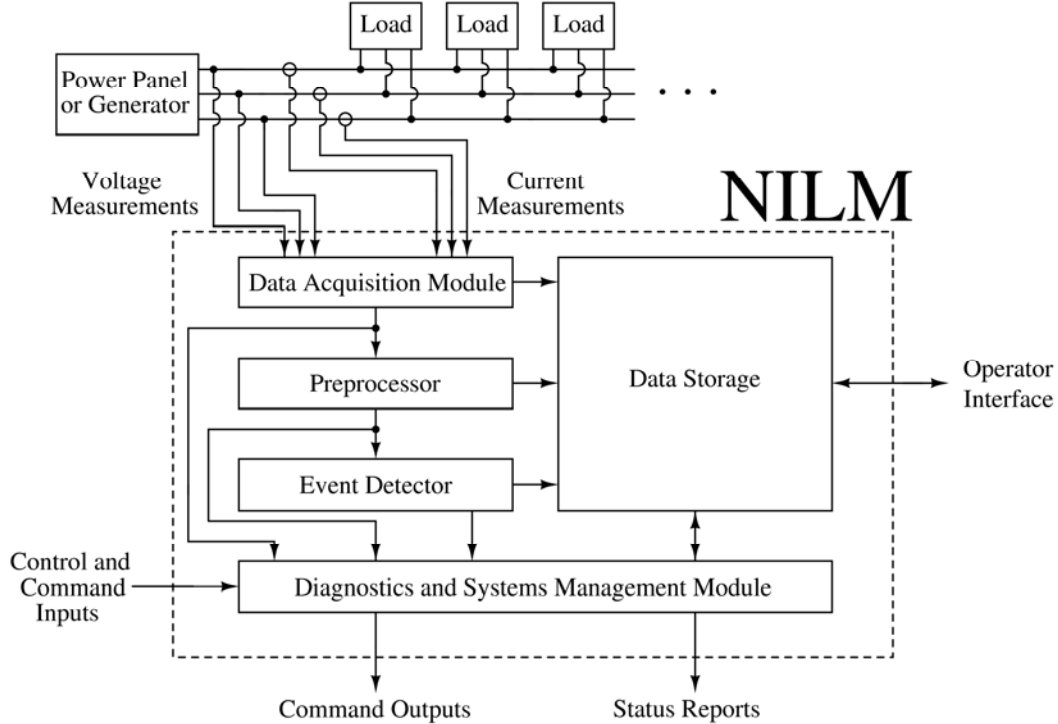 Load
Load
Load
Power Panel
or Generator
Voltage
Measurements
Current
Measurements
NILM
Data Acquisition Module
Preprocessor
Data Storage
Operator
Interface
Event Detector
Control and
Command
Inputs
Diagnostics and Systems Management Module
Command Outputs
Status Reports